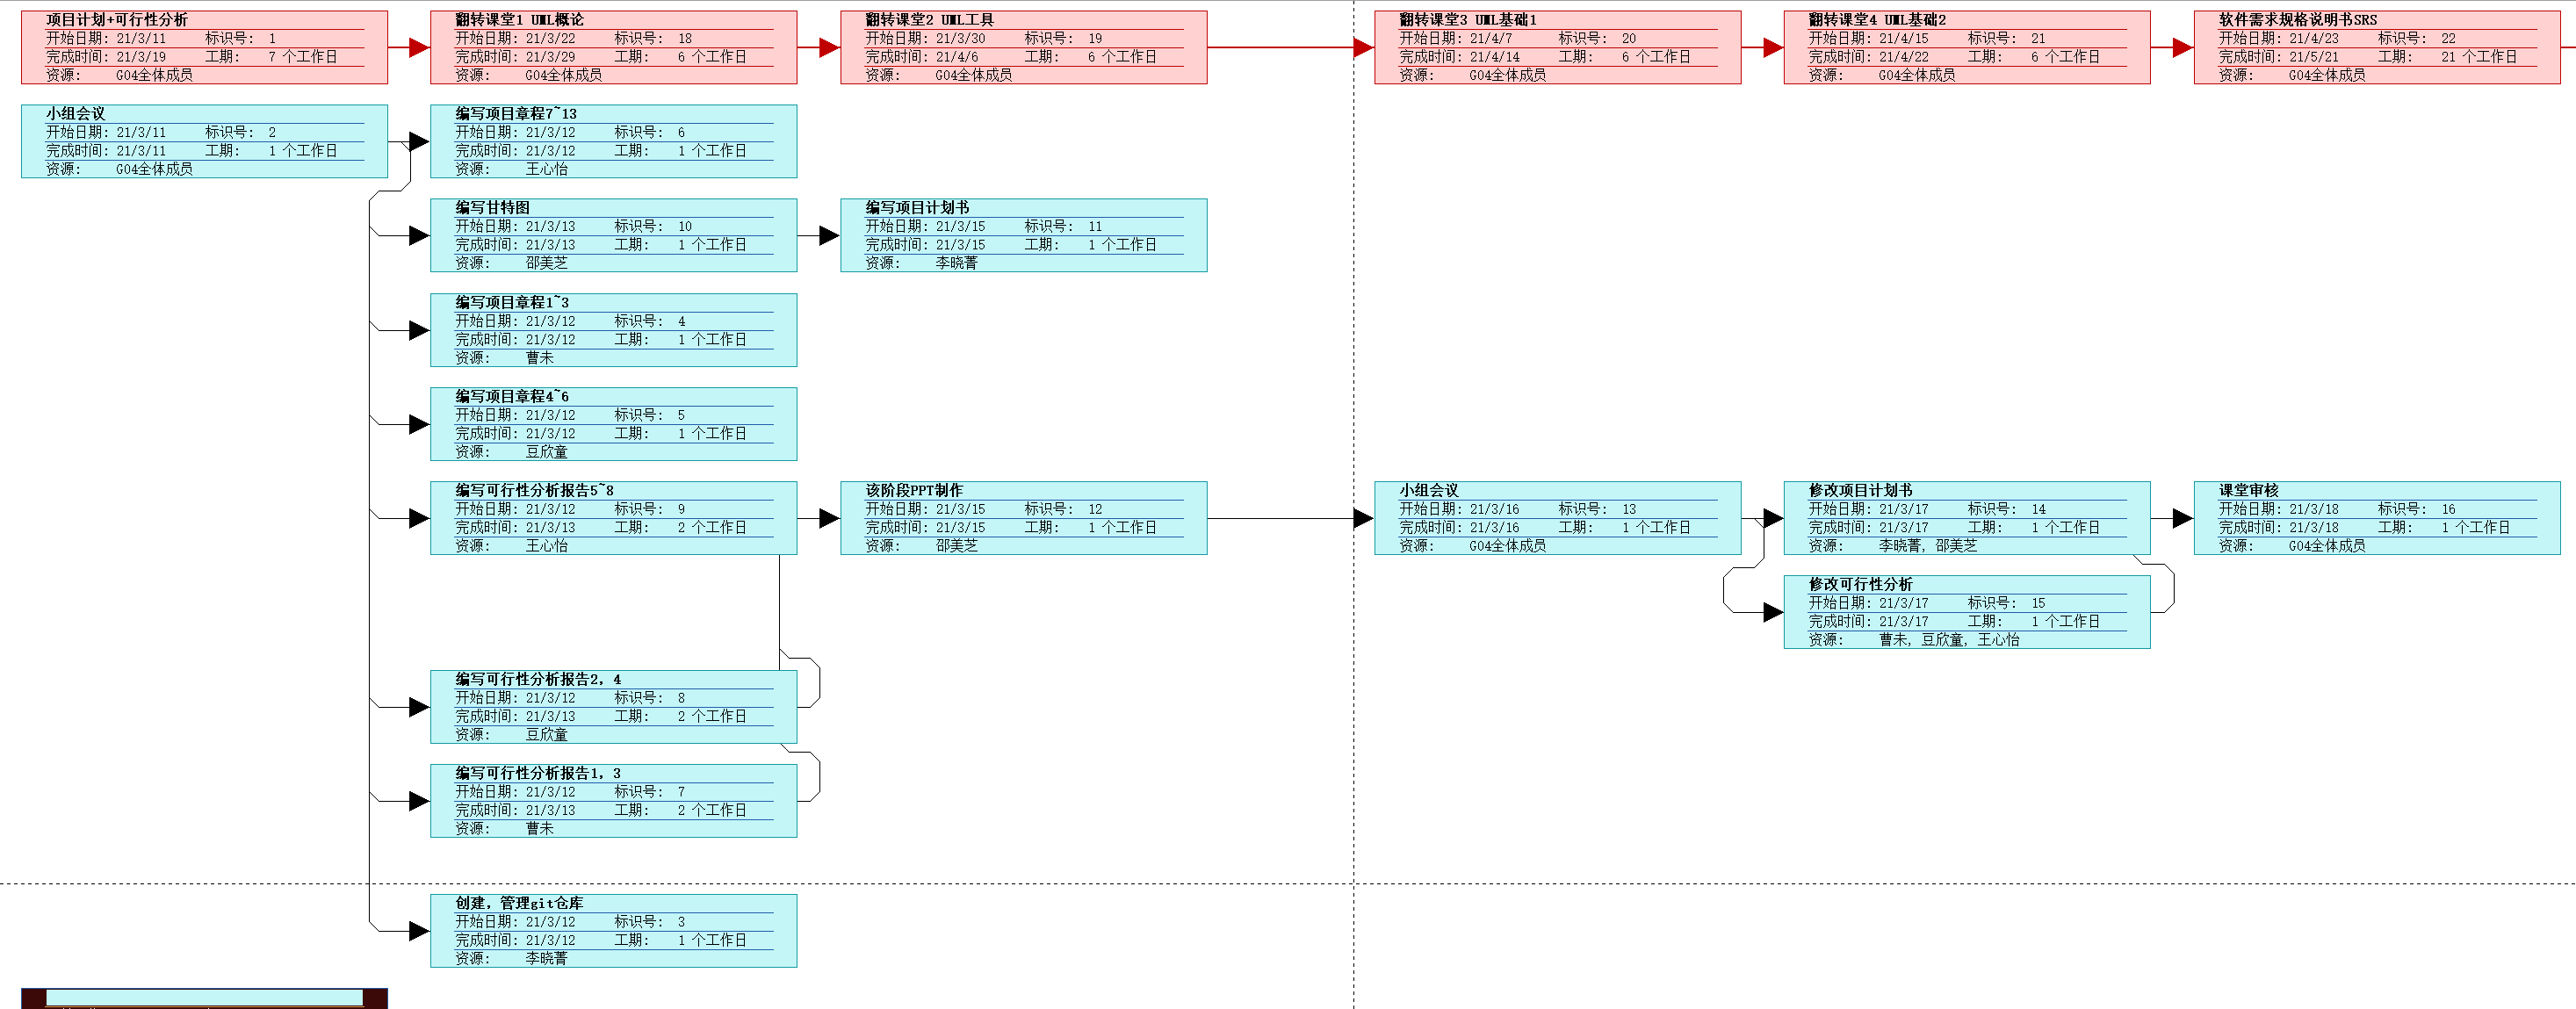 项目计划+可行性分析
开始日期: 21/3/11 标识号: 1
完成时间: 21/3/19 工期: 7 个工作日
资源: G04全体成员
翻转课堂1 UML概论
开始日期: 21/3/22 标识号: 18
完成时间: 21/3/29 工期: 6 个工作日
资源: G04全体成员
翻转课堂2 UML工具
开始日期: 21/3/30 标识号: 19
完成时间: 21/4/6 工期: 6 个工作日
资源: G04全体成员
翻转课堂3 UML基础1
开始日期: 21/4/7 标识号: 20
完成时间: 21/4/14 工期: 6 个工作日
资源: G04全体成员
翻转课堂4 UML基础2
开始日期: 21/4/15 标识号: 21
完成时间: 21/4/22 工期: 6 个工作日
资源: G04全体成员
软件需求规格说明书SRS
开始日期: 21/4/23 标识号: 22
完成时间: 21/5/21 工期: 21 个工作日
资源: G04全体成员
小组会议
开始日期: 21/3/11 标识号: 2
完成时间: 21/3/11 工期: 1 个工作日
资源: G04全体成员
编写项目章程7~13
开始日期: 21/3/12 标识号: 6
完成时间: 21/3/12 工期: 1 个工作日
资源: 王心怡
编写甘特图
开始日期: 21/3/13 标识号: 10
完成时间: 21/3/13 工期: 1 个工作日
资源: 邵美芝
编写项目计划书
开始日期: 21/3/15 标识号: 11
完成时间: 21/3/15 工期: 1 个工作日
资源: 李晓菁
编写项目章程1~3
开始日期: 21/3/12 标识号: 4
完成时间: 21/3/12 工期: 1 个工作日
资源: 曹未
编写项目章程4~6
开始日期: 21/3/12 标识号: 5
完成时间: 21/3/12 工期: 1 个工作日
资源: 豆欣童
编写可行性分析报告5~8
开始日期: 21/3/12 标识号: 9
完成时间: 21/3/13 工期: 2 个工作日
资源: 王心怡
该阶段PPT制作
开始日期: 21/3/15 标识号: 12
完成时间: 21/3/15 工期: 1 个工作日
资源: 邵美芝
小组会议
开始日期: 21/3/16 标识号: 13
完成时间: 21/3/16 工期: 1 个工作日
资源: G04全体成员
修改项目计划书
开始日期: 21/3/17 标识号: 14
完成时间: 21/3/17 工期: 1 个工作日
资源: 李晓菁, 邵美芝
课堂审核
开始日期: 21/3/18 标识号: 16
完成时间: 21/3/18 工期: 1 个工作日
资源: G04全体成员
修改可行性分析
开始日期: 21/3/17 标识号: 15
完成时间: 21/3/17 工期: 1 个工作日
资源: 曹未, 豆欣童, 王心怡
编写可行性分析报告2, 4
开始日期: 21/3/12 标识号: 8
完成时间: 21/3/13 工期: 2 个工作日
资源: 豆欣童
编写可行性分析报告1, 3
开始日期: 21/3/12 标识号: 7
完成时间: 21/3/13 工期: 2 个工作日
资源: 曹未
创建, 管理git仓库
开始日期: 21/3/12 标识号: 3
完成时间: 21/3/12 工期: 1 个工作日
资源: 李晓菁